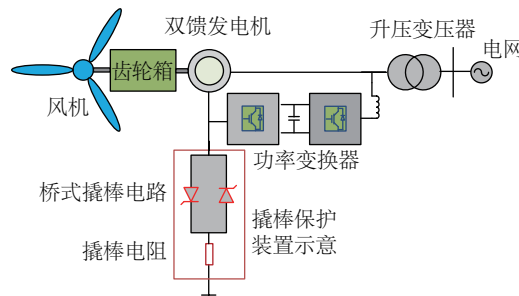 双馈发电机
升压变压器
电网
齿轮箱
风机
功率变换器
桥式撬棒电路
撬棒保护
装置示意
撬棒电阻